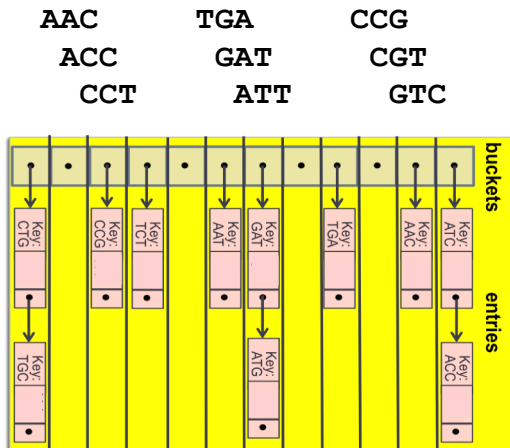 AAC TGA CCG
ACC GAT CGT
CCT ATT GTC
buckets
Key: CTG
Key: CCG
Key: TCT
Key: AAT
Key: GAT
Key: TGA
Key: AAC
Key: ATC
entries
Key: TGC
Key: ATG
Key: ACC